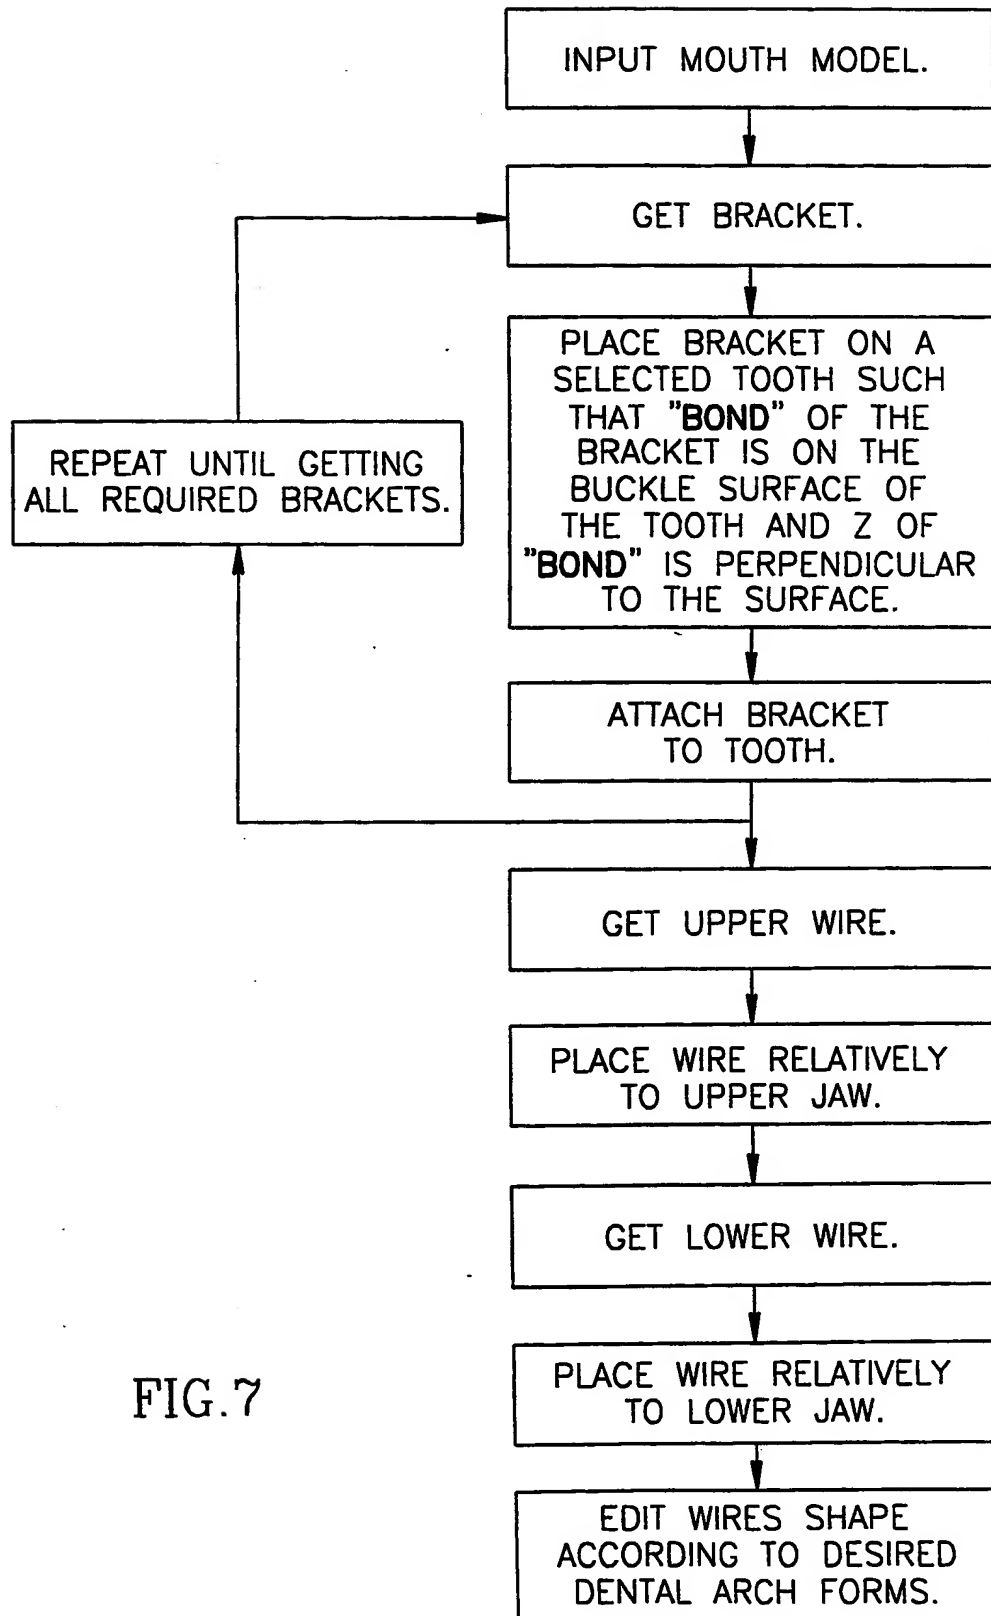 INPUT MOUTH MODEL.
GET BRACKET.
PLACE BRACKET ON A
SELECTED TOOTH SUCH
THAT "BOND" OF THE
BRACKET IS ON THE
BUCKLE SURFACE OF
THE TOOTH AND Z OF
"BOND" IS PERPENDICULAR
TO THE SURFACE.
REPEAT UNTIL GETTING
ALL REQUIRED BRACKETS.
ATTACH BRACKET
TO TOOTH.
GET UPPER WIRE.
PLACE WIRE RELATIVELY
TO UPPER JAW.
GET LOWER WIRE.
PLACE WIRE RELATIVELY
TO LOWER JAW.
EDIT WIRES SHAPE
ACCORDING TO DESIRED
DENTAL ARCH FORMS.
FIG.7